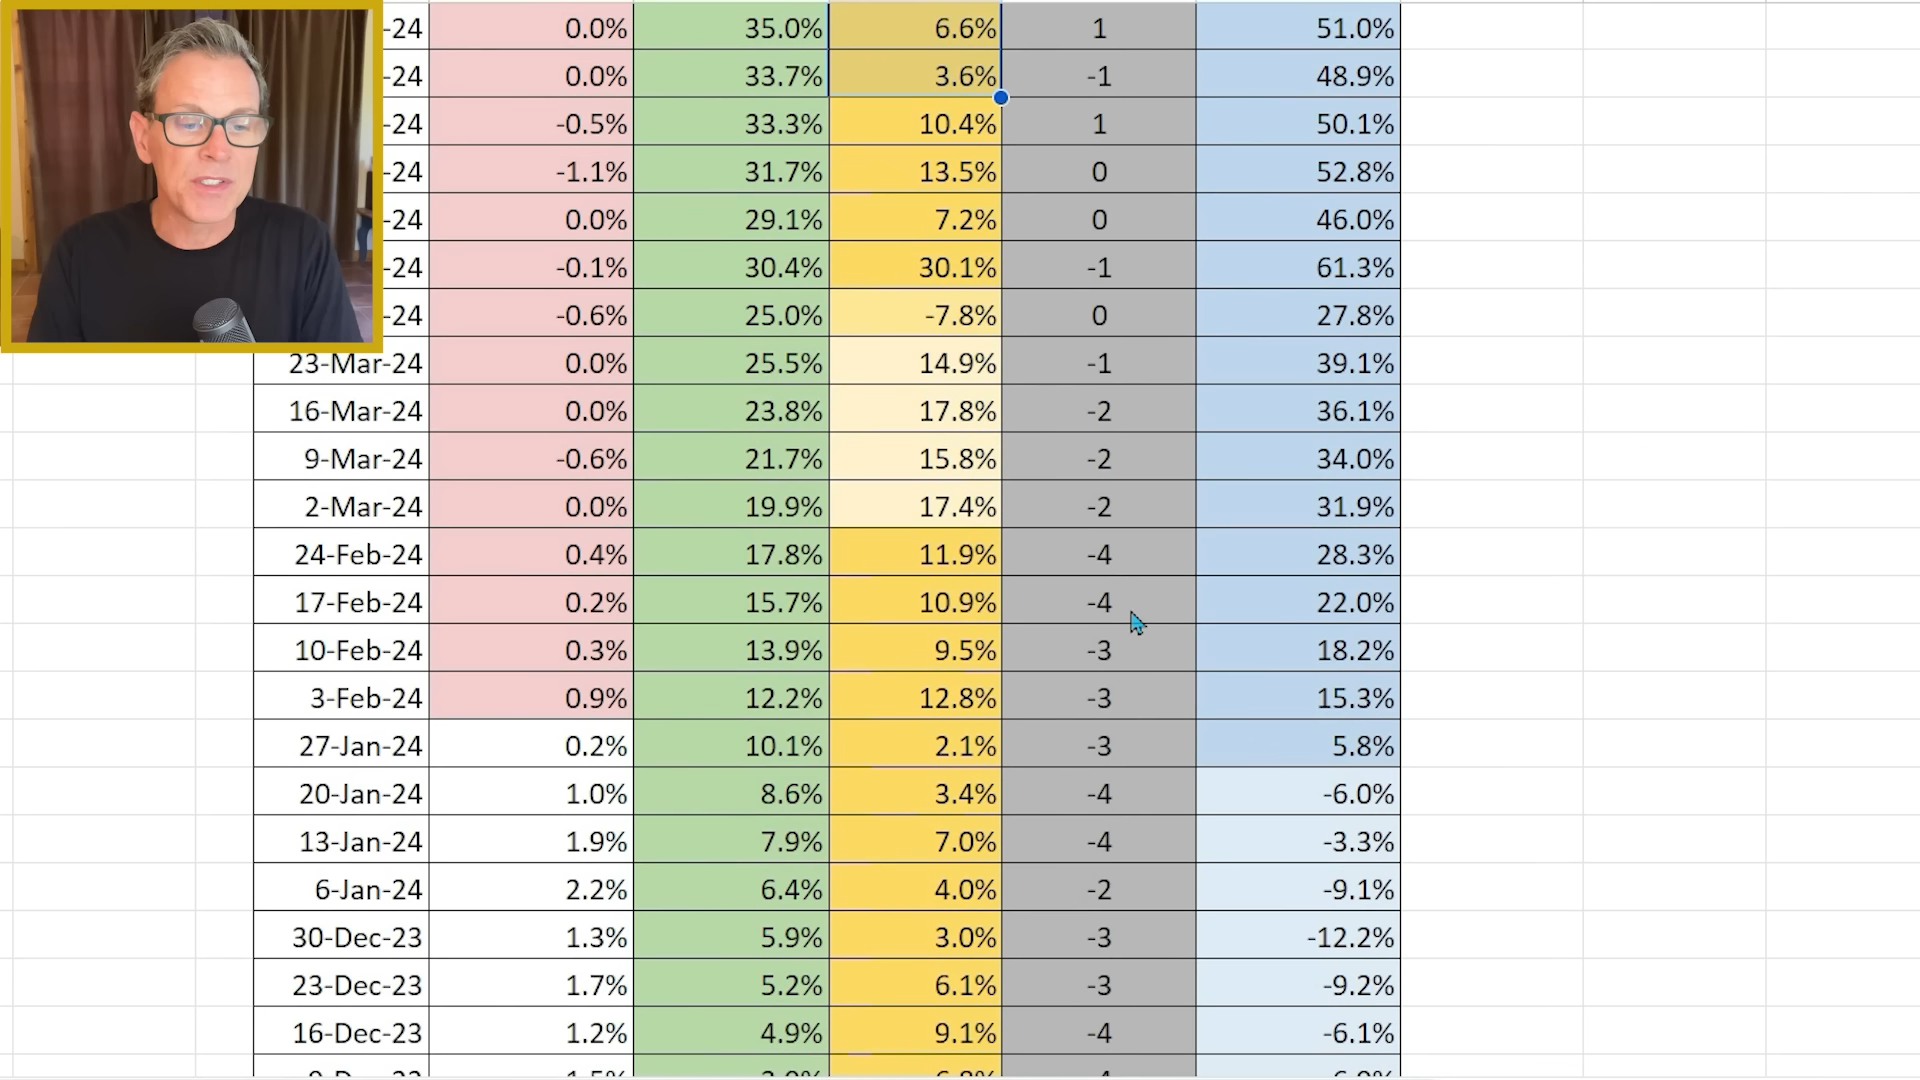 -24 0.0% 35.0% 6.6% 1 51.0%
-24 0.0% 33.7% 3.6% -1 48.9%
-24 -0.5% 33.3% 10.4% 1 50.1%
-24 -1.1% 31.7% 13.5% 0 52.8%
-24 0.0% 29.1% 7.2% 0 46.0%
-24 -0.1% 30.4% 30.1% -1 61.3%
-24 -0.6% 25.0% -7.8% 0 27.8%
23-Mar-24 0.0% 25.5% 14.9% -1 39.1%
16-Mar-24 0.0% 23.8% 17.8% -2 36.1%
9-Mar-24 -0.6% 21.7% 15.8% -2 34.0%
2-Mar-24 0.0% 19.9% 17.4% -2 31.9%
24-Feb-24 0.4% 17.8% 11.9% -4 28.3%
17-Feb-24 0.2% 15.7% 10.9% -4 22.0%
10-Feb-24 0.3% 13.9% 9.5% -3 18.2%
3-Feb-24 0.9% 12.2% 12.8% -3 15.3%
27-Jan-24 0.2% 10.1% 2.1% -3 5.8%
20-Jan-24 1.0% 8.6% 3.4% -4 -6.0%
13-Jan-24 1.9% 7.9% 7.0% -4 -3.3%
6-Jan-24 2.2% 6.4% 4.0% -2 -9.1%
30-Dec-23 1.3% 5.9% 3.0% -3 -12.2%
23-Dec-23 1.7% 5.2% 6.1% -3 -9.2%
16-Dec-23 1.2% 4.9% 9.1% -4 -6.1%